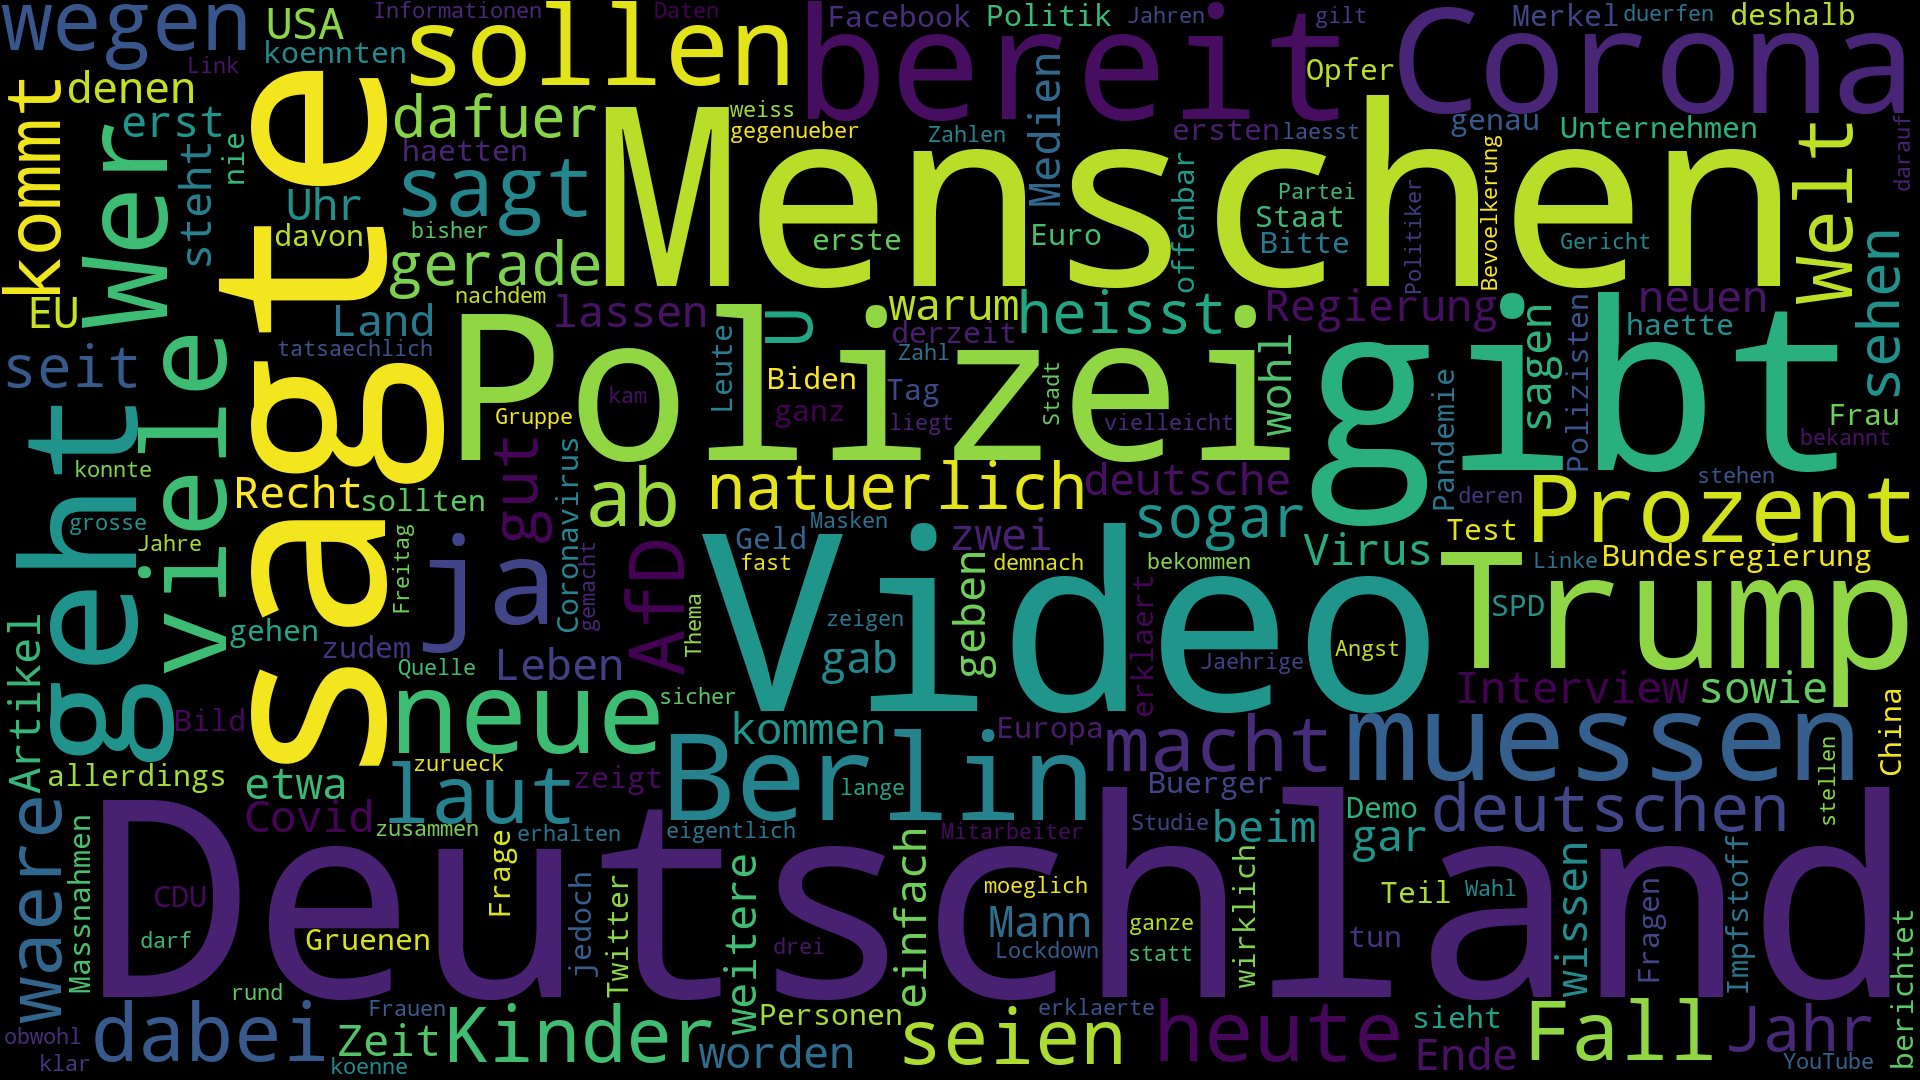 wegen
USA
Informationen
Daten
sollen
bereit
Facebook
Politik
Jahren
gilt
Merkel
duerfen
deshalb
Corona
koennten
Link
denen
kommt
Wer
erst
steht
nie
sagte
dafuer
haetten
sagt
Uhr
davon
bisher
gerade
Menschen
weiss
gegenueber
Zahlen
Medien
ersten
laesst
Opfer
genau
Unternehmen
Welt
darauf
erste
Euro
offenbar
Partei
Staat
Bitte
Politiker
Bevoelkerung
Gericht
sehen
EU
seit
viele
geht
Land
tatsaechlich
nachdem
lassen
Polizei
kam
Gruppe
Leute
U
warum
derzeit
Zahl
Biden
ganz
Tag
liegt
heisst
Stadt
vielleicht
wohl
Regierung
gibt
Pandemie
sagen
Polizisten
neuen
haette
Frau
bekannt
konnte
grosse
Jahre
Recht
sollten
Freitag
ja
gut
Coronavirus
gemacht
ab
AfD
Thema
natuerlich
Masken
Geld
fast
zwei
demnach
deutsche
sogar
bekommen
Virus
deren
Test
stehen
Prozent
Linke
Bundesregierung
Trump
SPD
Video
zeigen
gab
geben
erklaert
Jaehrige
Angst
gehen
zudem
Quelle
Leben
sicher
Artikel
Bild
neue
Interview
sowie
China
allerdings
etwa
Covid
laut
zurueck
zeigt
zusammen
erhalten
Berlin
kommen
lange
eigentlich
Europa
macht
Buerger
Studie
Mitarbeiter
beim
muessen
Demo
gar
deutschen
stellen
waere
Massnahmen
Deutschland
CDU
darf
Gruenen
Frage
jedoch
Twitter
weitere
drei
einfach
moeglich
Mann
Lockdown
ganze
statt
wirklich
Teil
Wahl
tun
wissen
Fragen
Impfstoff
berichtet
rund
obwohl
klar
dabei
Frauen
Zeit
koenne
Kinder
worden
Personen
seien
erklaerte
heute
sieht
Ende
Fall
Jahr
YouTube